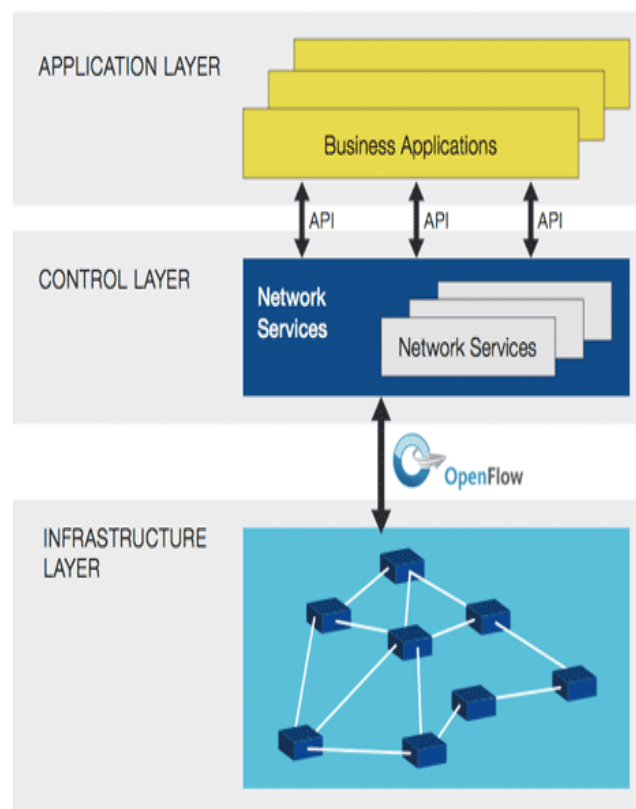 APPLICATION LAYER
Business Applications
API
API
API
CONTROL LAYER
Network
Services
Network Services
OpenFlow
INFRASTRUCTURE
LAYER